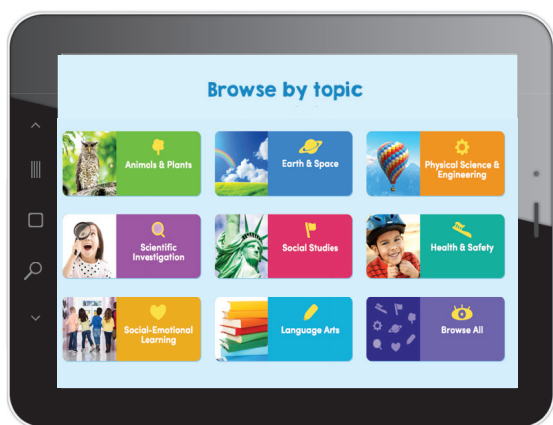 Browse by topic
Animals & Plants
Earth & Space
Physical Science &
Engineering
Scientific
Investigation
Social Studies
Health & Safety
Social-Emotional
Learning
Language Arts
Browse All